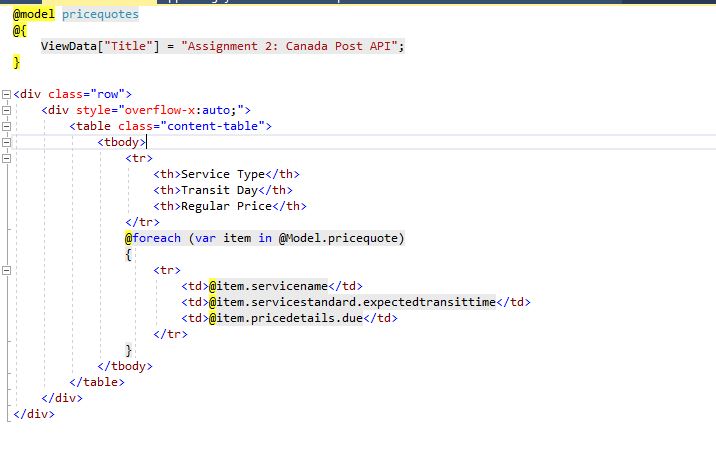 @model pricequotes
@{
    ViewData["Title"] = "Assignment 2: Canada Post API";
}
<div class="row">
    <div style="overflow-x:auto;">
        <table class="content-table">
            <tbody>
                <tr>
                    <th>Service Type</th>
                    <th>Transit Day</th>
                    <th>Regular Price</th>
                </tr>
                @foreach (var item in @Model.pricequote)
                {
                    <tr>
                        <td>@item.servicename</td>
                        <td>@item.servicestandard.expectedtransittime</td>
                        <td>@item.pricedetails.due</td>
                    </tr>
                }
            </tbody>
        </table>
    </div>
</div>